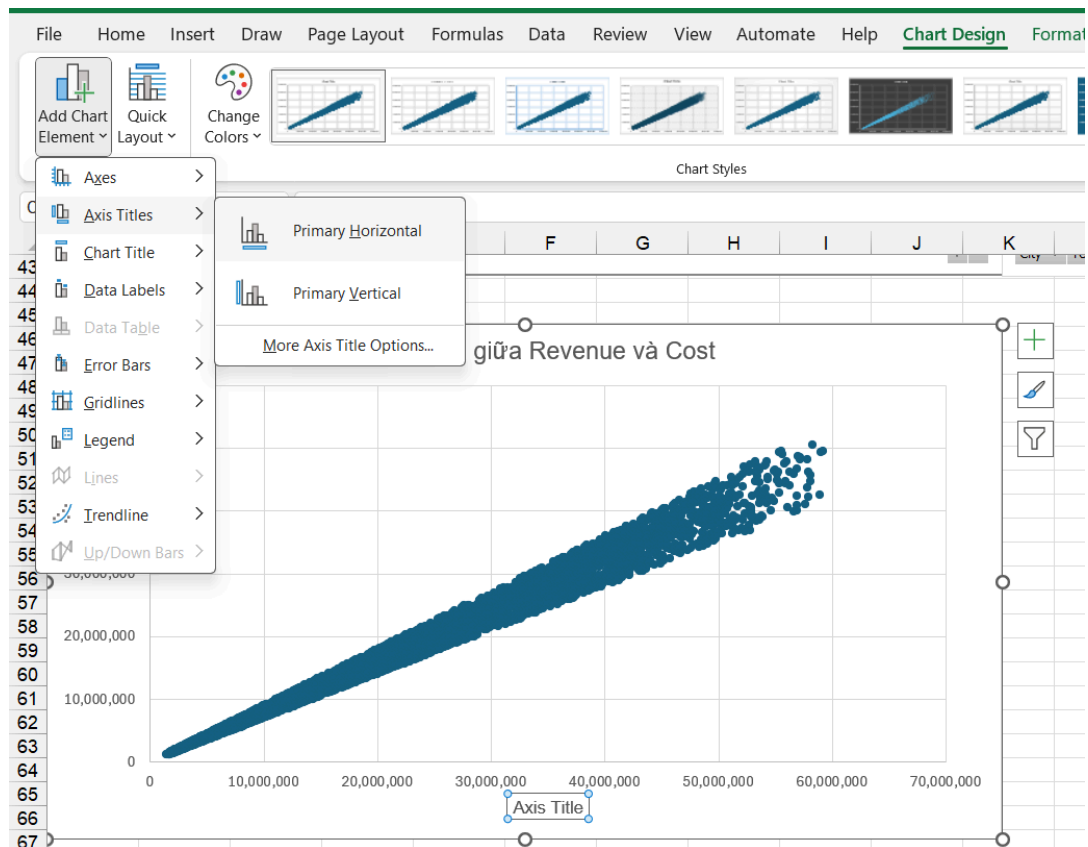 File Home Insert Draw Page Layout Formulas Data Review View Automate Help Chart Design Format
Add Chart Element
Quick Layout
Change Colors
Chart Styles
Axes
Axis Titles
Chart Title
Data Labels
Data Table
Error Bars
Gridlines
Legend
Lines
Trendline
Up/Down Bars
Primary Horizontal
Primary Vertical
More Axis Title Options...
F G H I J K
43
44
45
46
47
48
49
50
51
52
53
54
55
56
57
58
59
60
61
62
63
64
65
66
67
giữa Revenue và Cost
30,000,000
20,000,000
10,000,000
0
0 10,000,000 20,000,000 30,000,000 40,000,000 50,000,000 60,000,000 70,000,000
Axis Title